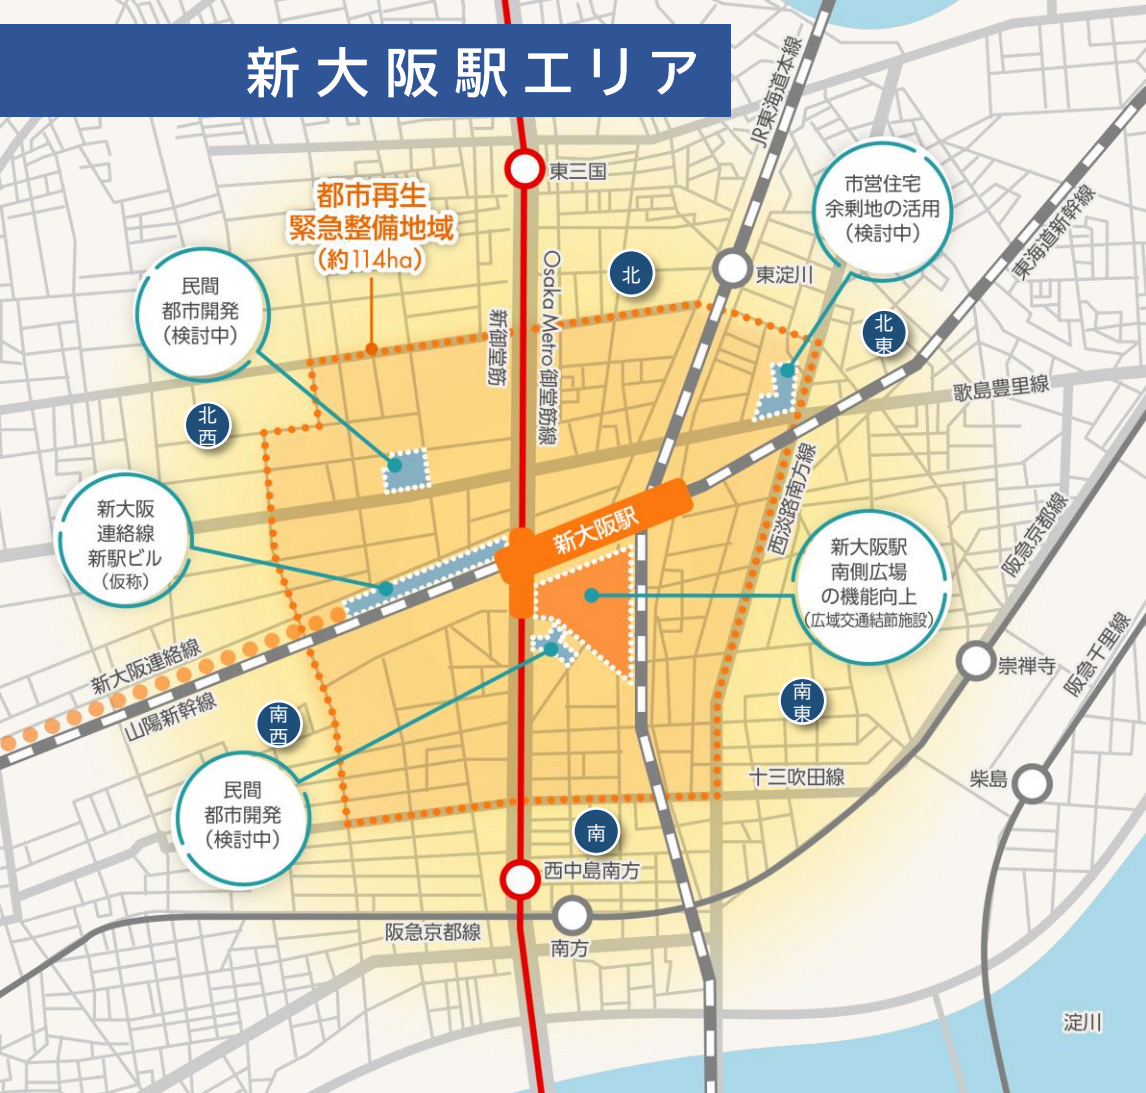 新大阪駅エリア
JR東海道本線
東三国
市営住宅
余剰地の活用
(検討中)
都市再生
緊急整備地域
(約114ha)
東海道新幹線
北
東淀川
民間
都市開発
(検討中)
新御堂筋
Osaka Metro御堂筋線
北
東
歌島豊里線
北
西
西淡路南方線
新大阪
連絡線
新駅ビル
(仮称)
新大阪駅
新大阪駅
南側広場
の機能向上
(広域交通結節施設)
阪急京都線
崇禅寺
阪急千里線
新大阪連絡線
山陽新幹線
南
西
南
東
十三吹田線
柴島
民間
都市開発
(検討中)
南
西中島南方
阪急京都線
南方
淀川